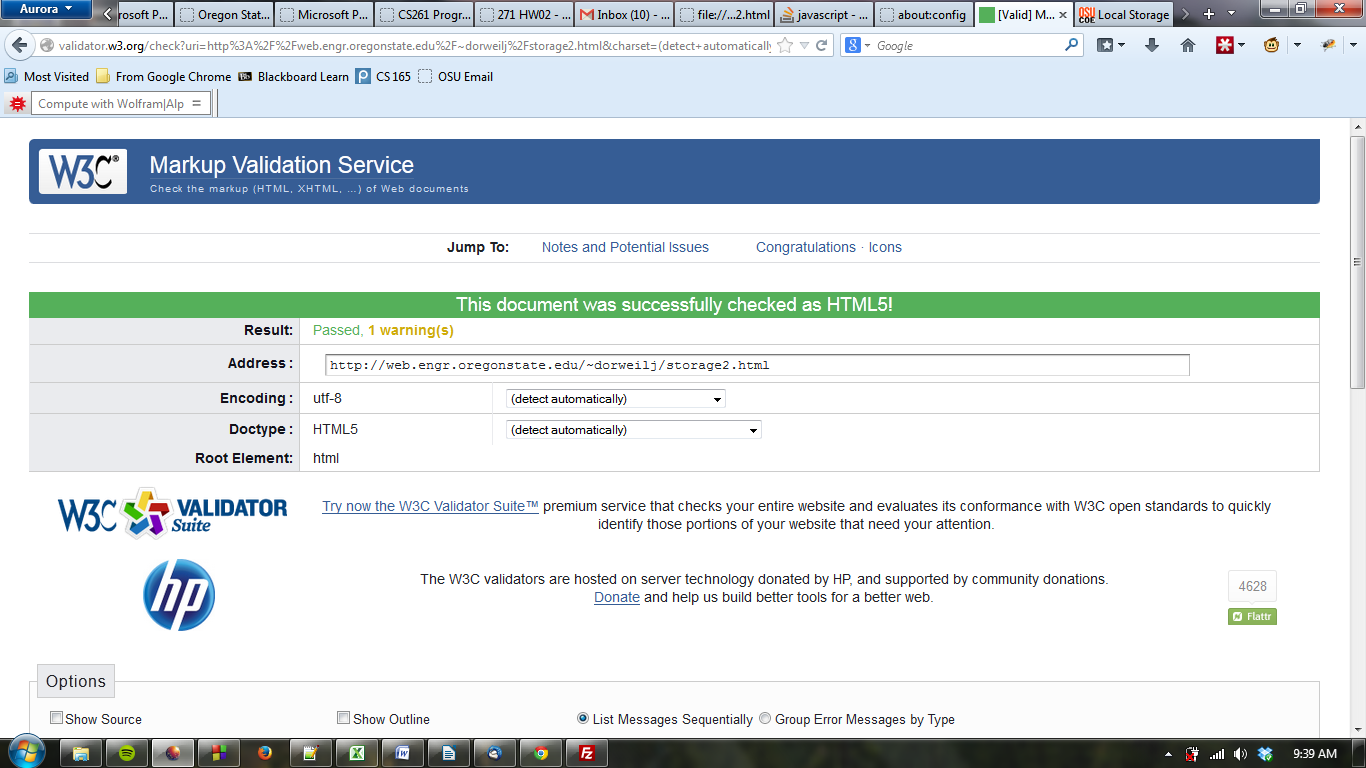 Aurora
rosoft P...
Oregon Stat...
Microsoft P...
CS261 Progr...
271 HW02 - ...
Inbox (10) - ...
file://...2.html
javascript - ...
about:config
[Valid] M...
OSU COE Local Storage
validator.w3.org/check?uri=http%3A%2F%2Fweb.engr.oregonstate.edu%2F~dorweilj%2Fstorage2.html&charset=(detect+automatically
Google
Most Visited
From Google Chrome
Bb Blackboard Learn
CS 165
OSU Email
Compute with Wolfram|Alp =
W3C® Markup Validation Service
Check the markup (HTML, XHTML, …) of Web documents
Jump To: Notes and Potential Issues Congratulations · Icons
This document was successfully checked as HTML5!
Result: Passed, 1 warning(s)
Address : http://web.engr.oregonstate.edu/~dorweilj/storage2.html
Encoding : utf-8 (detect automatically)
Doctype : HTML5 (detect automatically)
Root Element: html
W3C VALIDATOR Suite
Try now the W3C Validator Suite™ premium service that checks your entire website and evaluates its conformance with W3C open standards to quickly
identify those portions of your website that need your attention.
hp
The W3C validators are hosted on server technology donated by HP, and supported by community donations.
Donate and help us build better tools for a better web.
4628
Flattr
Options
Show Source Show Outline List Messages Sequentially Group Error Messages by Type
9:39 AM